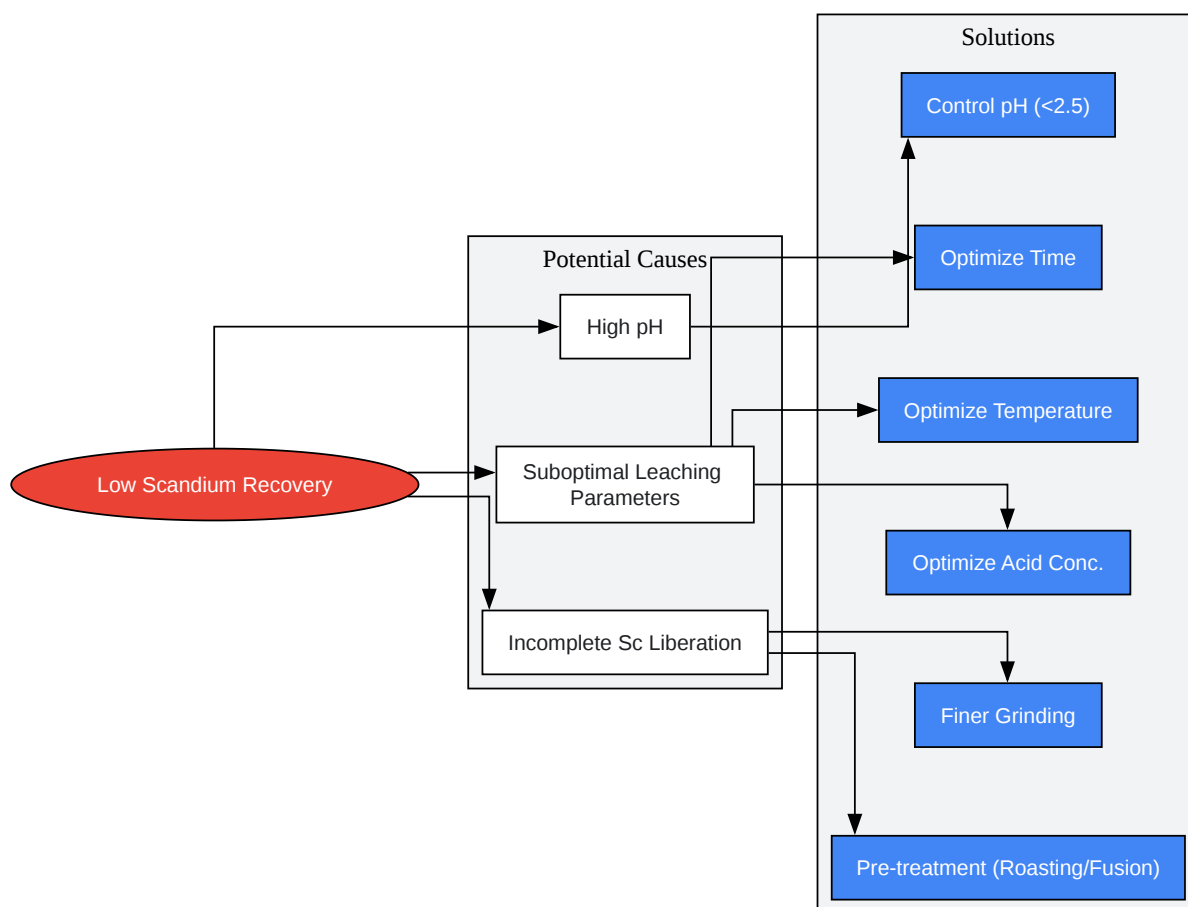 Solutions
Control pH (<2.5)
Optimize Time
Potential Causes
High pH
Optimize Temperature
Low Scandium Recovery
Suboptimal Leaching
Parameters
Optimize Acid Conc.
Incomplete Sc Liberation
Finer Grinding
Pre-treatment (Roasting/Fusion)